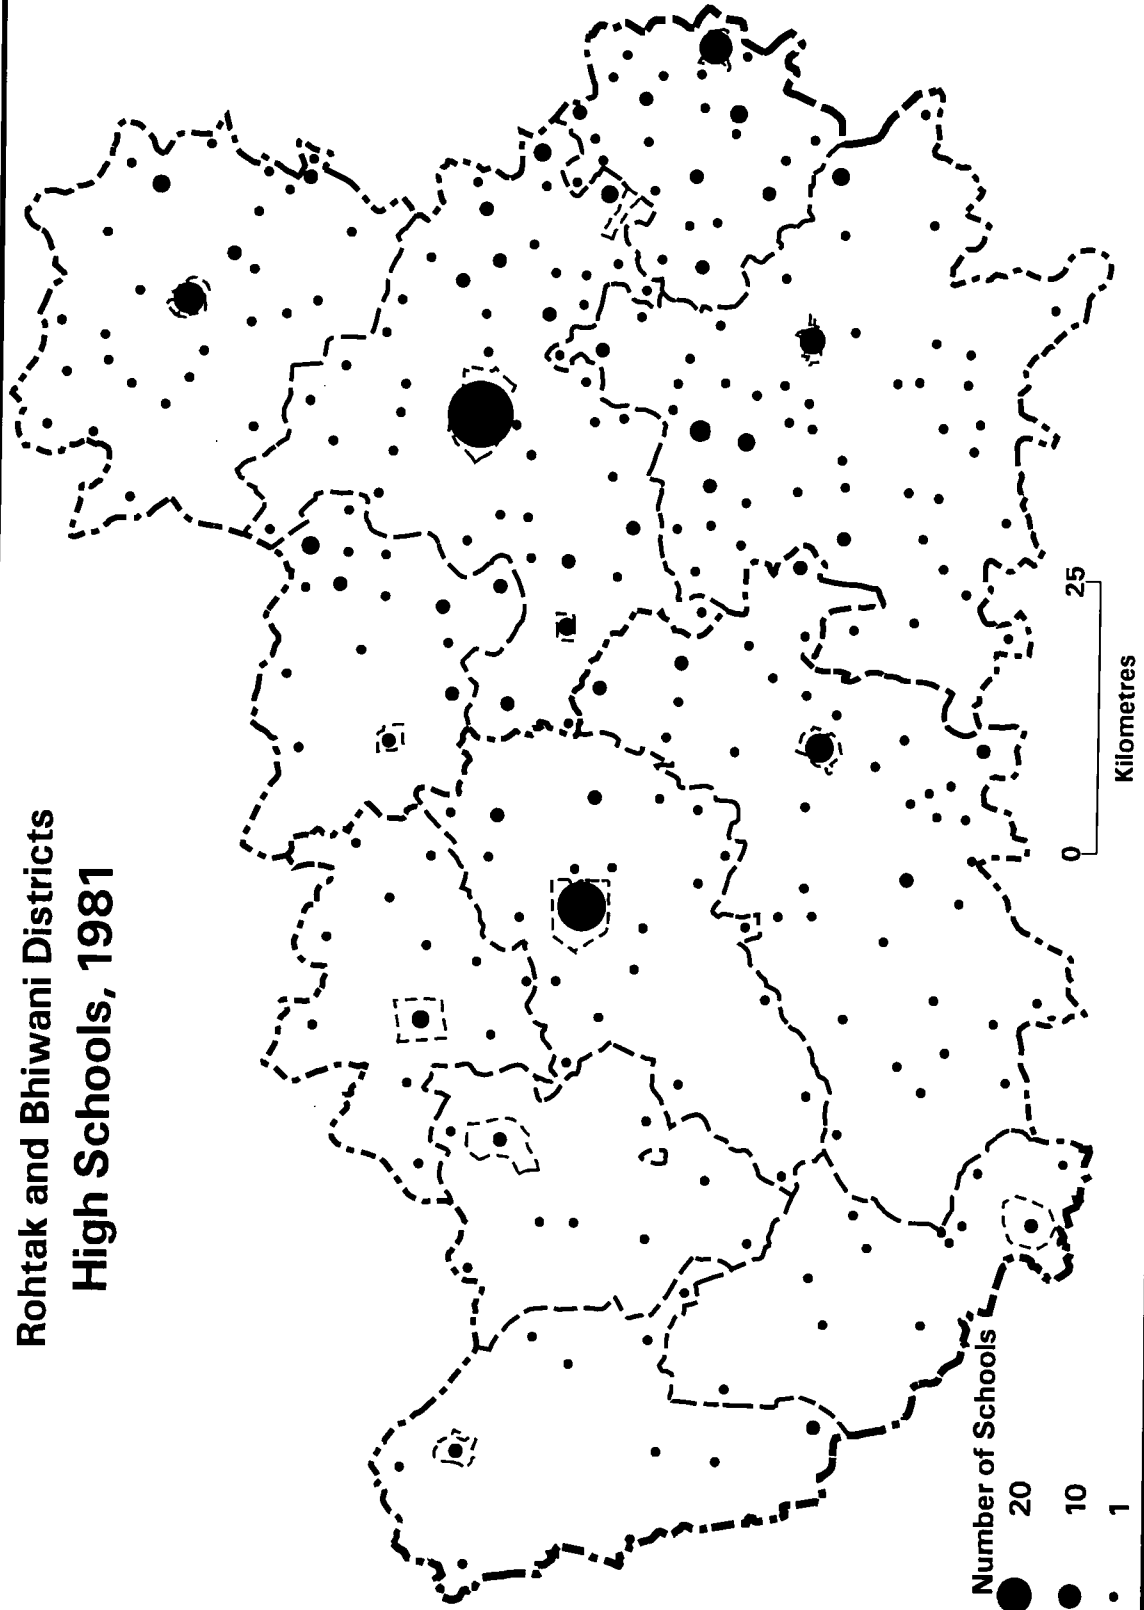 Rohtak and Bhiwani Districts
High Schools, 1981
Number of Schools
20
10
1
0
25
Kilometres